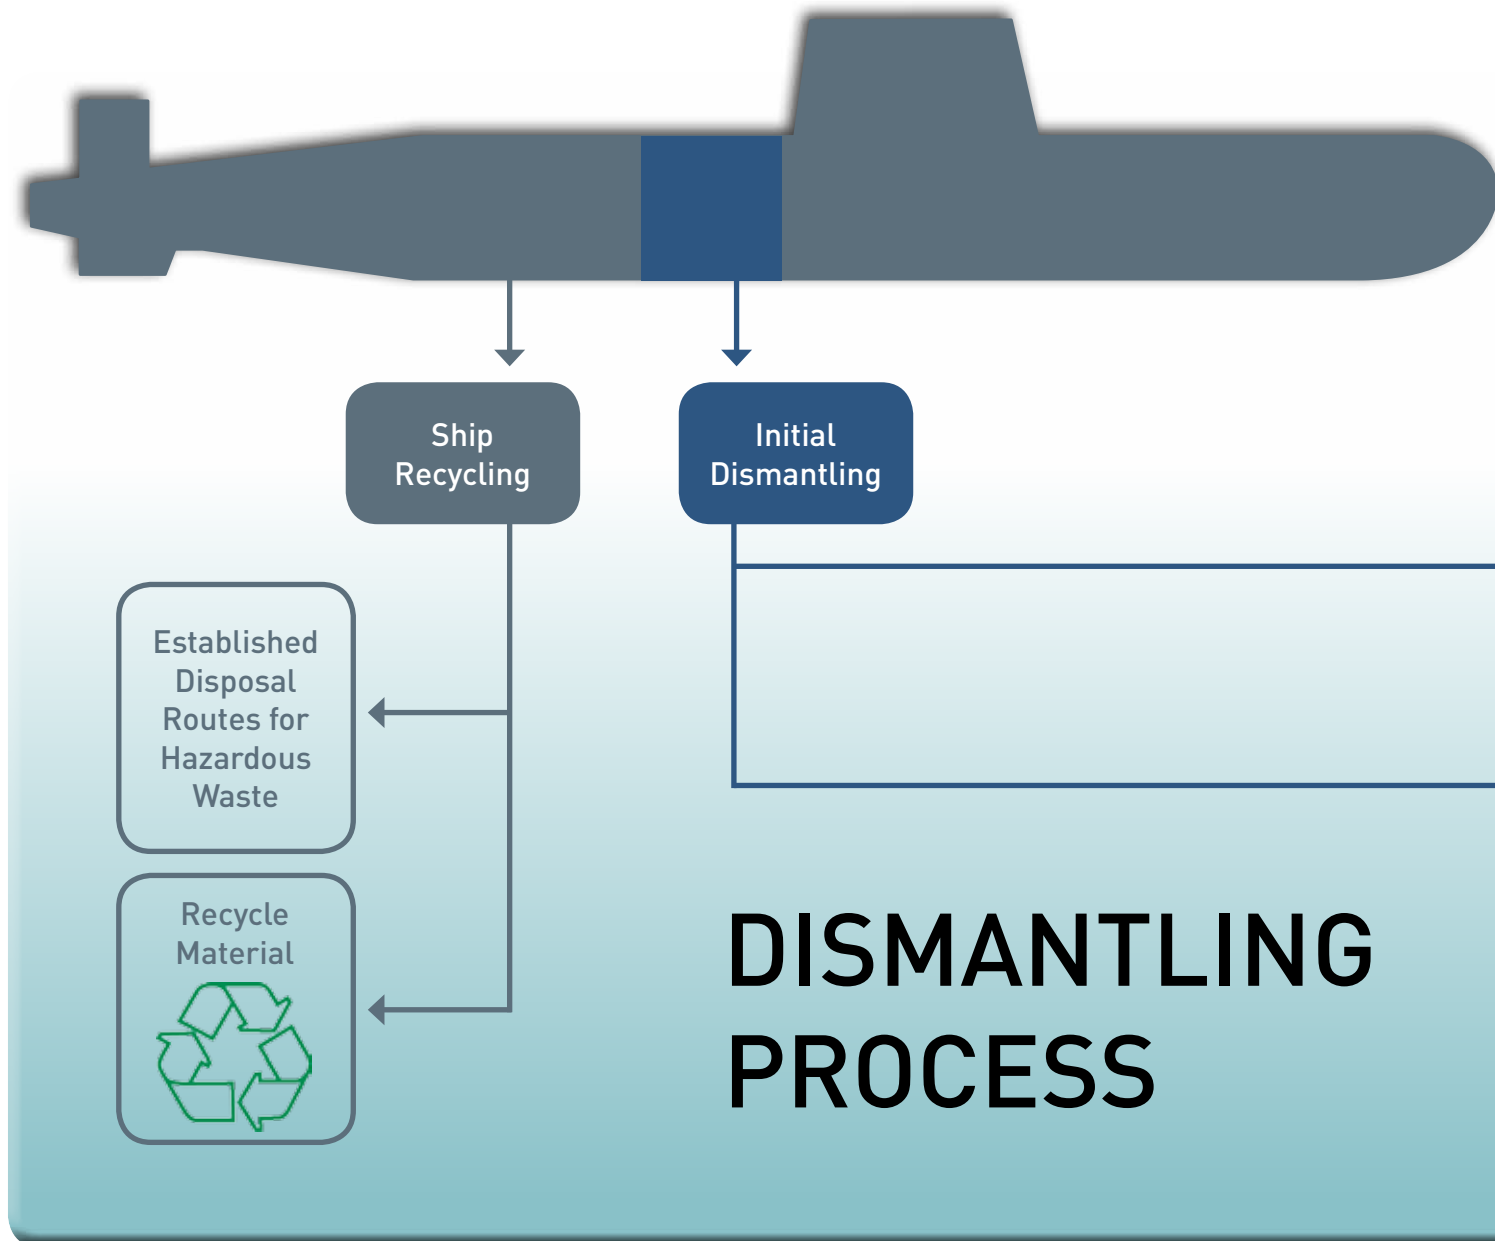 Ship
Recycling
Initial
Dismantling
Established
Disposal
Routes for
Hazardous
Waste
Recycle
Material
DISMANTLING
PROCESS